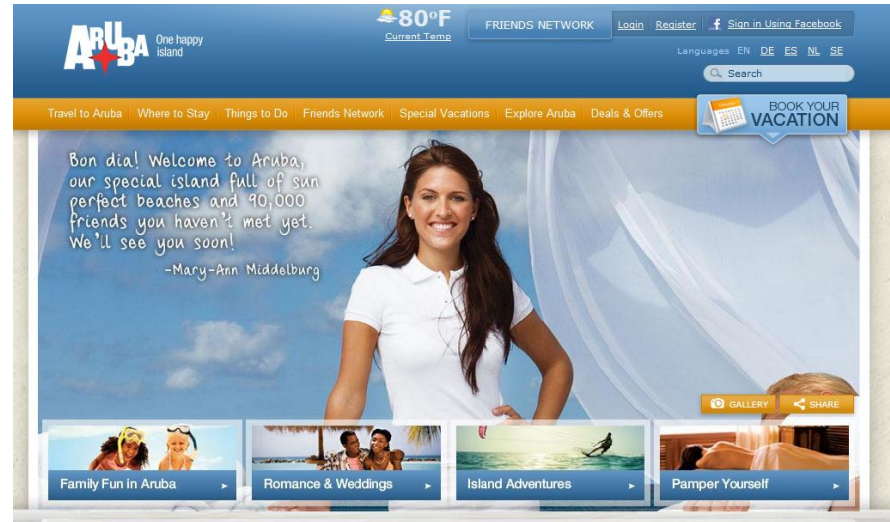 ARUBA
One happy
island
80°F
Current Temp
FRIENDS NETWORK
Login Register Sign in Using Facebook
Languages EN DE ES NL SE
Search
Travel to Aruba Where to Stay Things to Do Friends Network Special Vacations Explore Aruba Deals & Offers
BOOK YOUR
VACATION
Bon dia! Welcome to Aruba,
our special island full of sun
perfect beaches and 90,000
friends you haven't met yet.
We'll see you soon!
-Mary-Ann Middelburg
GALLERY SHARE
Family Fun in Aruba
Romance & Weddings
Island Adventures
Pamper Yourself